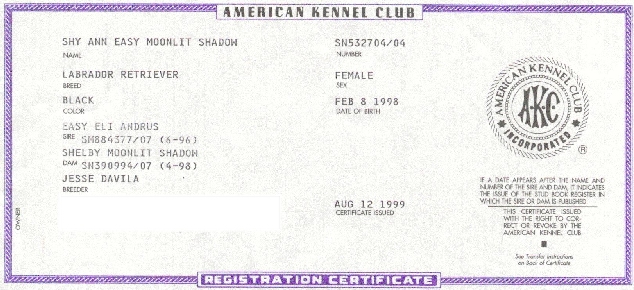 AMERICAN KENNEL CLUB
SHY ANN EASY MOONLIT SHADOW
NAME
SN532704/04
NUMBER
LABRADOR RETRIEVER
BREED
FEMALE
SEX
BLACK
COLOR
FEB 8 1998
DATE OF BIRTH
EASY ELI ANDRUS
SIRE SM884377/07 (6-96)
SHELBY MOONLIT SHADOW
DAM SN390994/07 (4-98)
JESSE DAVILA
BREEDER
OWNER
AUG 12 1999
CERTIFICATE ISSUED
AMERICAN KENNEL CLUB
A·K·C
INCORPORATED
®
IF A DATE APPEARS AFTER THE NAME AND
NUMBER OF THE SIRE AND DAM, IT INDICATES
THE ISSUE OF THE STUD BOOK REGISTER IN
WHICH THE SIRE OR DAM IS PUBLISHED
THIS CERTIFICATE ISSUED
WITH THE RIGHT TO COR-
RECT OR REVOKE BY THE
AMERICAN KENNEL CLUB.
See Transfer Instructions
on Back of Certificate
REGISTRATION CERTIFICATE